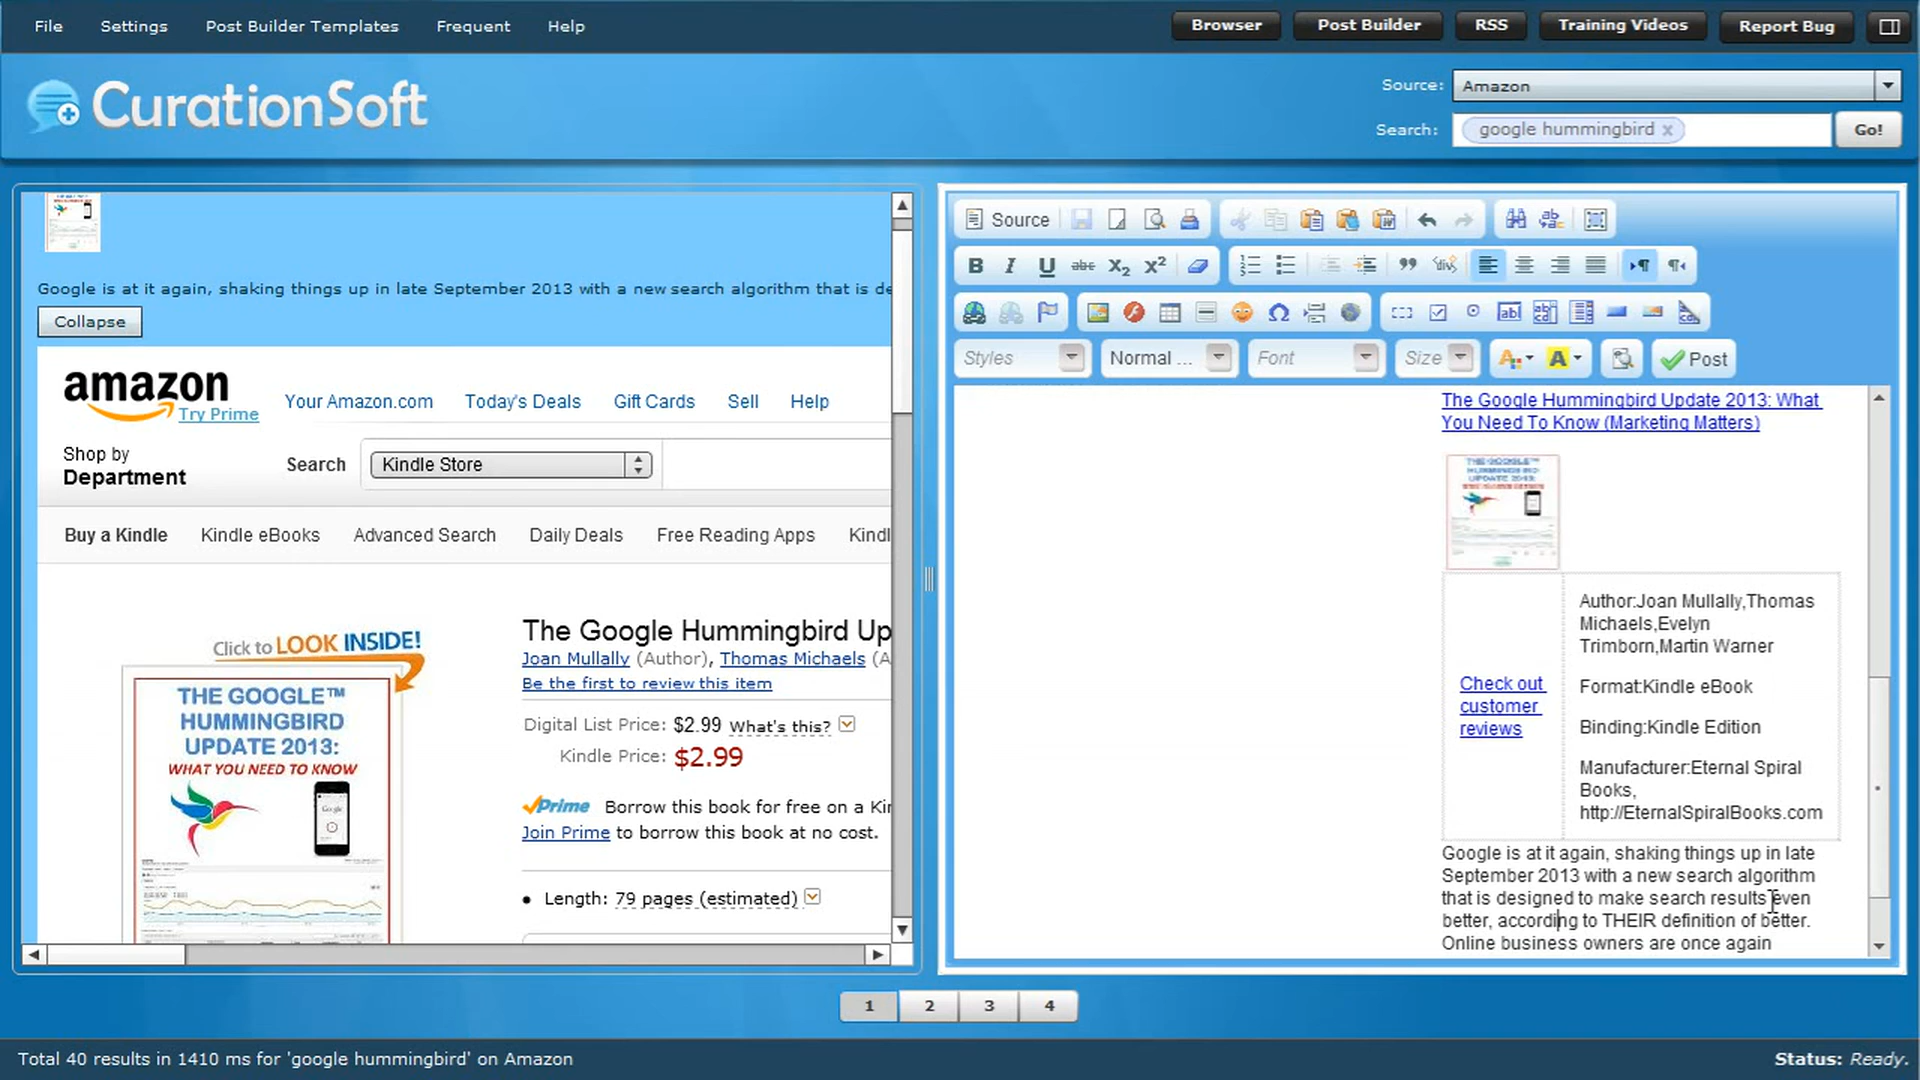 File Settings Post Builder Templates Frequent Help Browser Post Builder RSS Training Videos Report Bug
CurationSoft
Source: Amazon
Search: google hummingbird x Go!
Google is at it again, shaking things up in late September 2013 with a new search algorithm that is de
Collapse
amazon
Try Prime
Your Amazon.com Today's Deals Gift Cards Sell Help
Shop by
Department
Search Kindle Store
Buy a Kindle Kindle eBooks Advanced Search Daily Deals Free Reading Apps Kindl
Click to LOOK INSIDE!
THE GOOGLE™
HUMMINGBIRD
UPDATE 2013:
WHAT YOU NEED TO KNOW
Google
The Google Hummingbird Up
Joan Mullally (Author), Thomas Michaels (A
Be the first to review this item
Digital List Price: $2.99 What's this?
Kindle Price: $2.99
Prime Borrow this book for free on a Kin
Join Prime to borrow this book at no cost.
Length: 79 pages (estimated)
Source
B I U abc X2 X2
Styles Normal ... Font Size A A Post
The Google Hummingbird Update 2013: What
You Need To Know (Marketing Matters)
THE GOOGLE™
HUMMINGBIRD
UPDATE 2013:
Check out
customer
reviews
Author:Joan Mullally,Thomas
Michaels,Evelyn
Trimborn,Martin Warner
Format:Kindle eBook
Binding:Kindle Edition
Manufacturer:Eternal Spiral
Books,
http://EternalSpiralBooks.com
Google is at it again, shaking things up in late
September 2013 with a new search algorithm
that is designed to make search results even
better, according to THEIR definition of better.
Online business owners are once again
1 2 3 4
Total 40 results in 1410 ms for 'google hummingbird' on Amazon
Status: Ready.